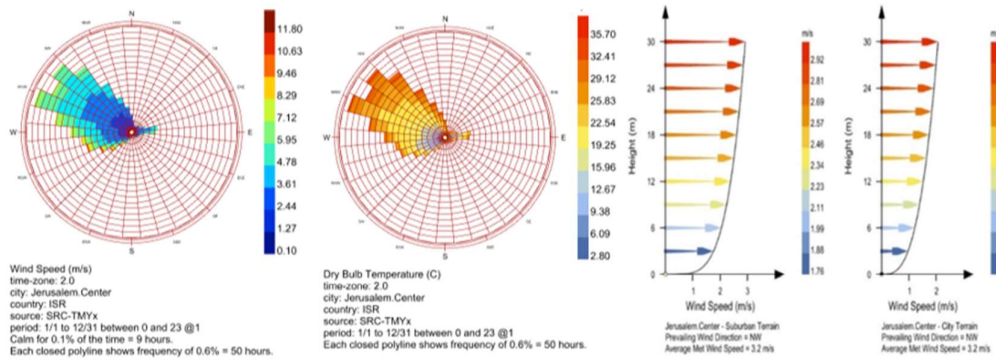 N
W
E
S
11.80
10.63
9.46
8.29
7.12
5.95
4.78
3.61
2.44
1.27
0.10
Wind Speed (m/s)
time-zone: 2.0
city: Jerusalem.Center
country: ISR
source: SRC-TMYx
period: 1/1 to 12/31 between 0 and 23 @1
Calm for 0.1% of the time = 9 hours.
Each closed polyline shows frequency of 0.6% = 50 hours.
N
W
E
S
35.70
32.41
29.12
25.83
22.54
19.25
15.96
12.67
9.38
6.09
2.80
Dry Bulb Temperature (C)
time-zone: 2.0
city: Jerusalem.Center
country: ISR
source: SRC-TMYx
period: 1/1 to 12/31 between 0 and 23 @1
Each closed polyline shows frequency of 0.6% = 50 hours.
Height (m)
30
24
18
12
6
0
1 2 3
Wind Speed (m/s)
m/s
2.92
2.81
2.69
2.57
2.46
2.34
2.23
2.11
1.99
1.88
1.76
Jerusalem.Center - Suburban Terrain
Prevailing Wind Direction = NW
Average Met Wind Speed = 3.2 m/s
Height (m)
30
24
18
12
6
0
1 2
Wind Speed (m/s)
Jerusalem.Center - City Terrain
Prevailing Wind Direction = NW
Average Met Wind Speed = 3.2 m/s